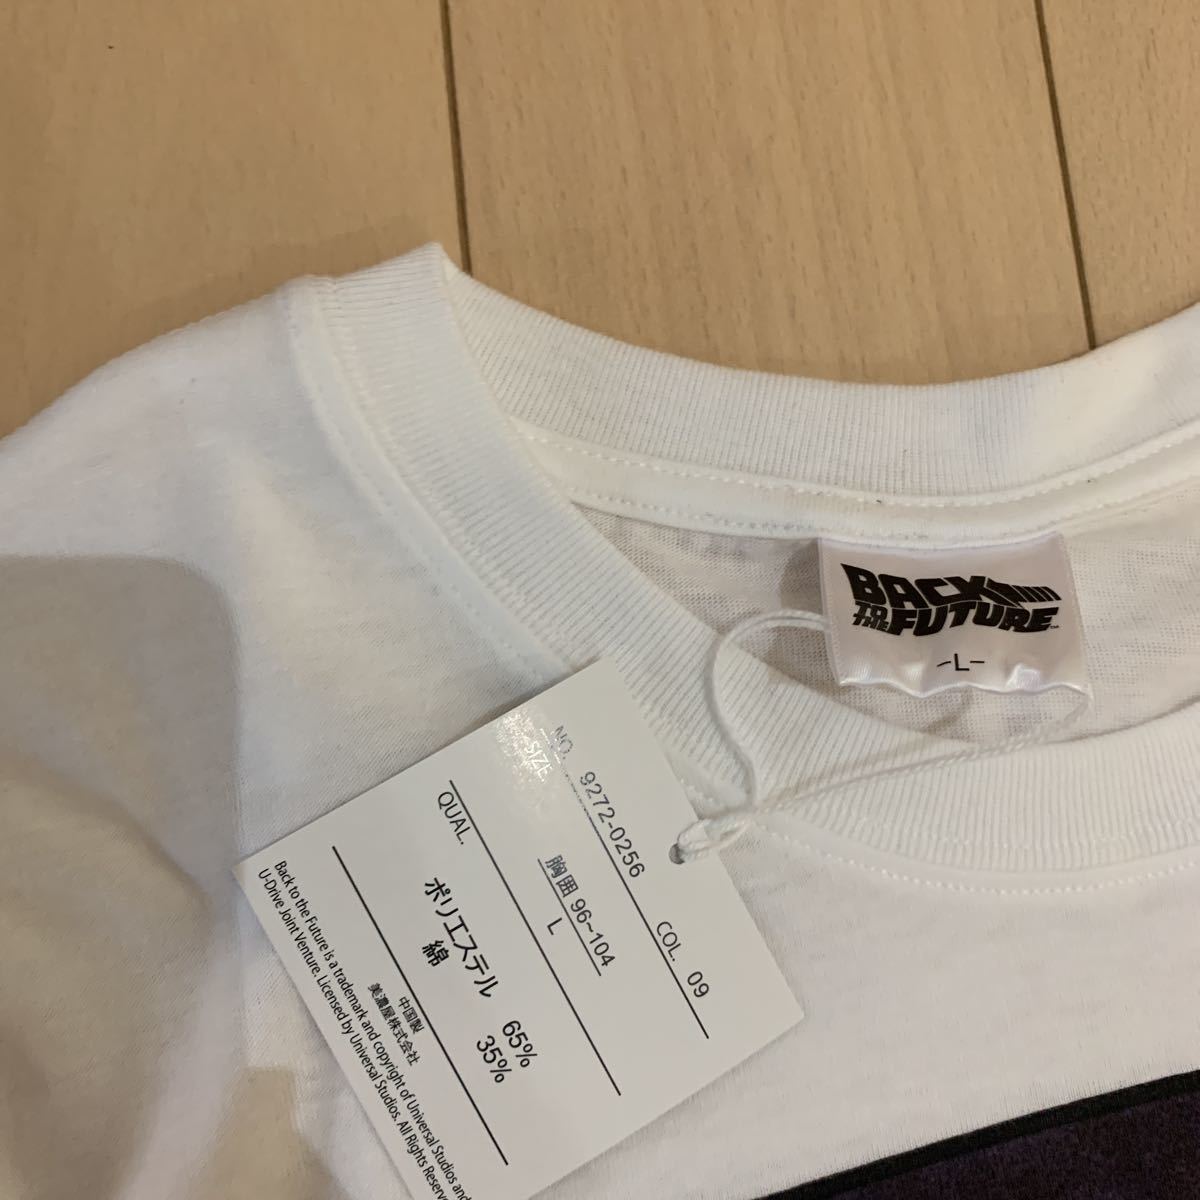 BACK
TO THE FUTURE™
-L-
NO. 9272-0256 COL. 09
SIZE 胸囲 96~104
L
QUAL. ポリエステル 65%
綿 35%
中国製
美濃屋株式会社
Back to the Future is a trademark and copyright of Universal Studios and
U-Drive Joint Venture. Licensed by Universal Studios. All Rights Reserve